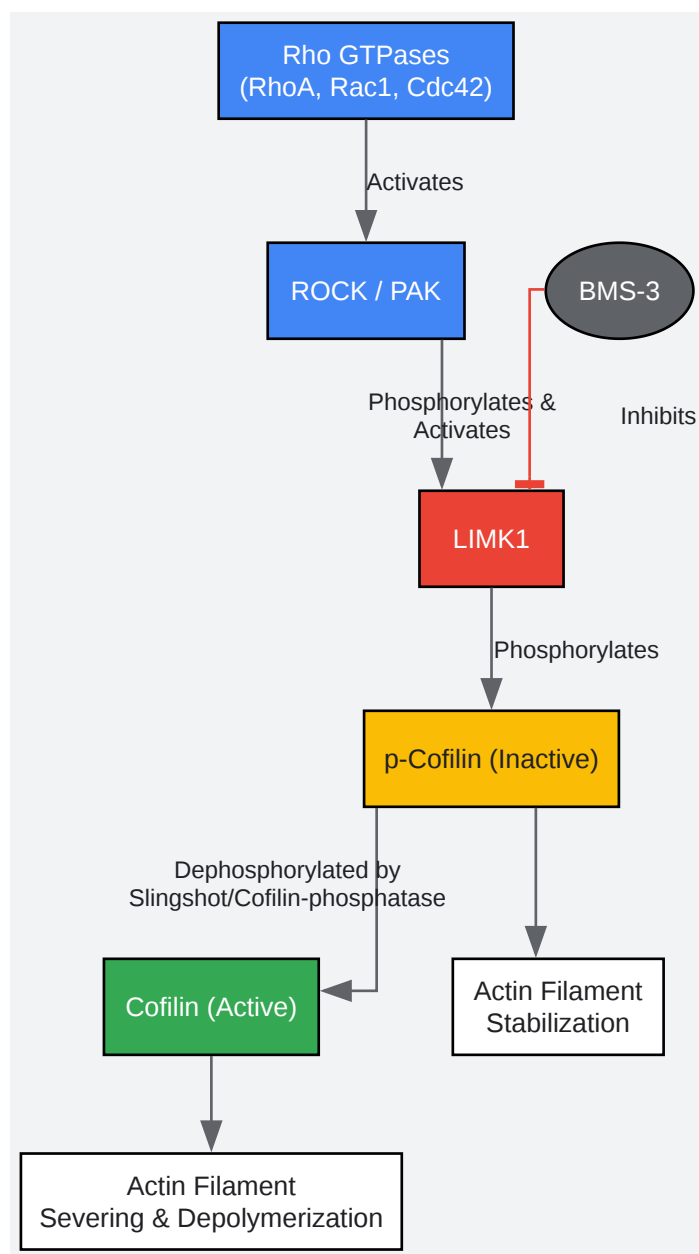 Rho GTPases
(RhoA, Rac1, Cdc42)
Activates
ROCK / PAK
BMS-3
Phosphorylates &
Activates
Inhibits
LIMK1
Phosphorylates
p-Cofilin (Inactive)
Dephosphorylated by
Slingshot/Cofilin-phosphatase
Cofilin (Active)
Actin Filament
Stabilization
Actin Filament
Severing & Depolymerization